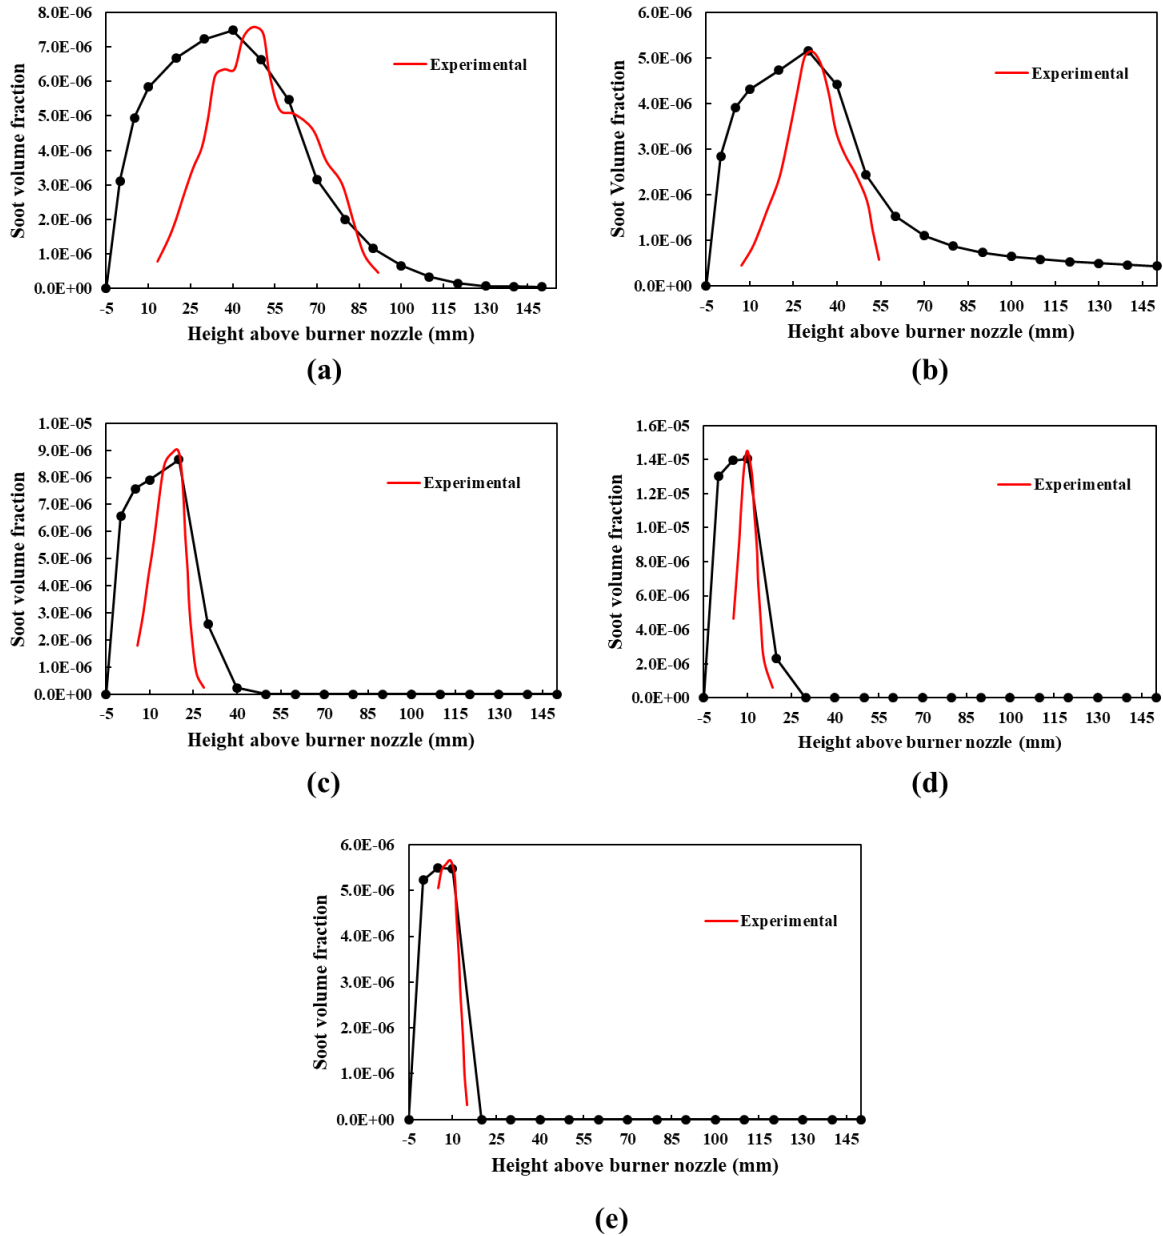 8.0E-06
7.0E-06
6.0E-06
5.0E-06
4.0E-06
3.0E-06
2.0E-06
1.0E-06
0.0E+00
Soot volume fraction
Experimental
-5 10 25 40 55 70 85 100 115 130 145
Height above burner nozzle (mm)
(a)
6.0E-06
5.0E-06
4.0E-06
3.0E-06
2.0E-06
1.0E-06
0.0E+00
Soot Volume fraction
Experimental
-5 10 25 40 55 70 85 100 115 130 145
Height above burner nozzle (mm)
(b)
1.0E-05
9.0E-06
8.0E-06
7.0E-06
6.0E-06
5.0E-06
4.0E-06
3.0E-06
2.0E-06
1.0E-06
0.0E+00
Soot volume fraction
Experimental
-5 10 25 40 55 70 85 100 115 130 145
Height above burner nozzle (mm)
(c)
1.6E-05
1.4E-05
1.2E-05
1.0E-05
8.0E-06
6.0E-06
4.0E-06
2.0E-06
0.0E+00
Soot volume fraction
Experimental
-5 10 25 40 55 70 85 100 115 130 145
Height above burner nozzle (mm)
(d)
6.0E-06
5.0E-06
4.0E-06
3.0E-06
2.0E-06
1.0E-06
0.0E+00
Soot volume fraction
Experimental
-5 10 25 40 55 70 85 100 115 130 145
Height above burner nozzle (mm)
(e)